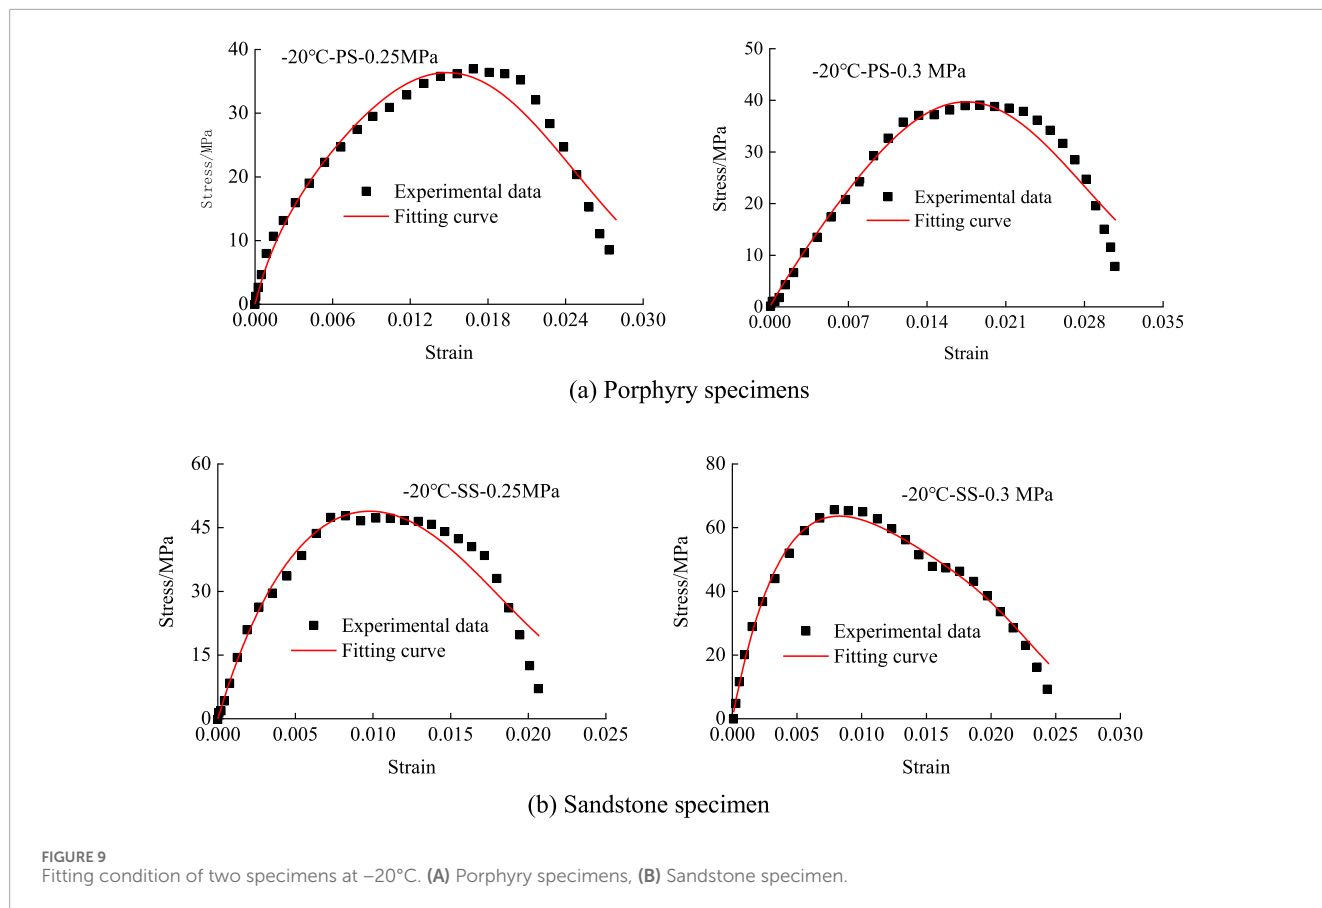 -20℃-PS-0.25MPa
40
30
20
10
0
Stress/MPa
Experimental data
Fitting curve
0.000 0.006 0.012 0.018 0.024 0.030
Strain
-20℃-PS-0.3 MPa
50
40
30
20
10
0
Stress/MPa
Experimental data
Fitting curve
0.000 0.007 0.014 0.021 0.028 0.035
Strain
(a) Porphyry specimens
-20℃-SS-0.25MPa
60
45
30
15
0
Stress/MPa
Experimental data
Fitting curve
0.000 0.005 0.010 0.015 0.020 0.025
Strain
-20℃-SS-0.3 MPa
80
60
40
20
0
Stress/MPa
Experimental data
Fitting curve
0.000 0.005 0.010 0.015 0.020 0.025 0.030
Strain
(b) Sandstone specimen
FIGURE 9
Fitting condition of two specimens at −20°C. (A) Porphyry specimens, (B) Sandstone specimen.